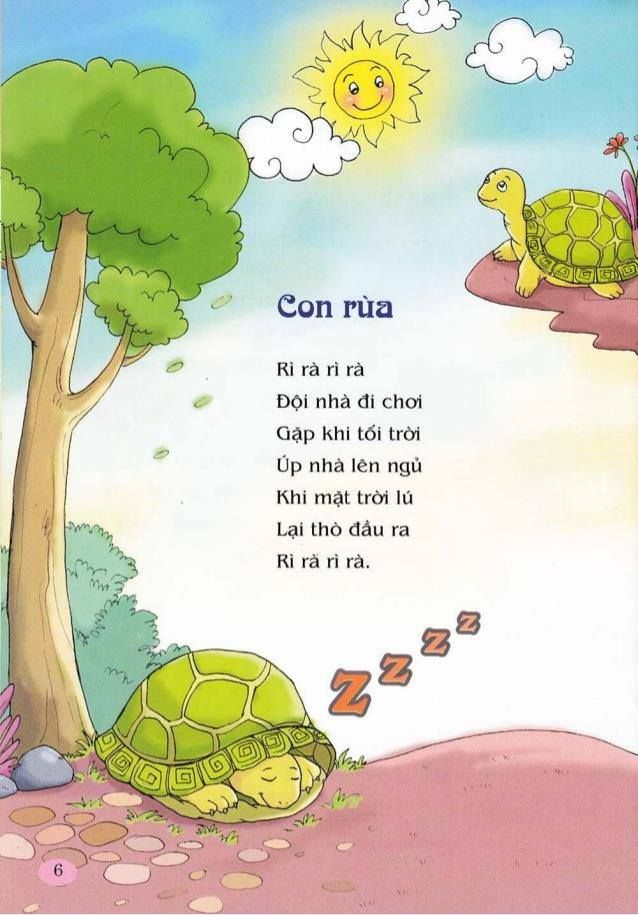 Con rùa
Rì rà rì rà
Đội nhà đi chơi
Gặp khi tối trời
Úp nhà lên ngủ
Khi mặt trời lú
Lại thò đầu ra
Rì rà rì rà.
Z Z Z Z
6